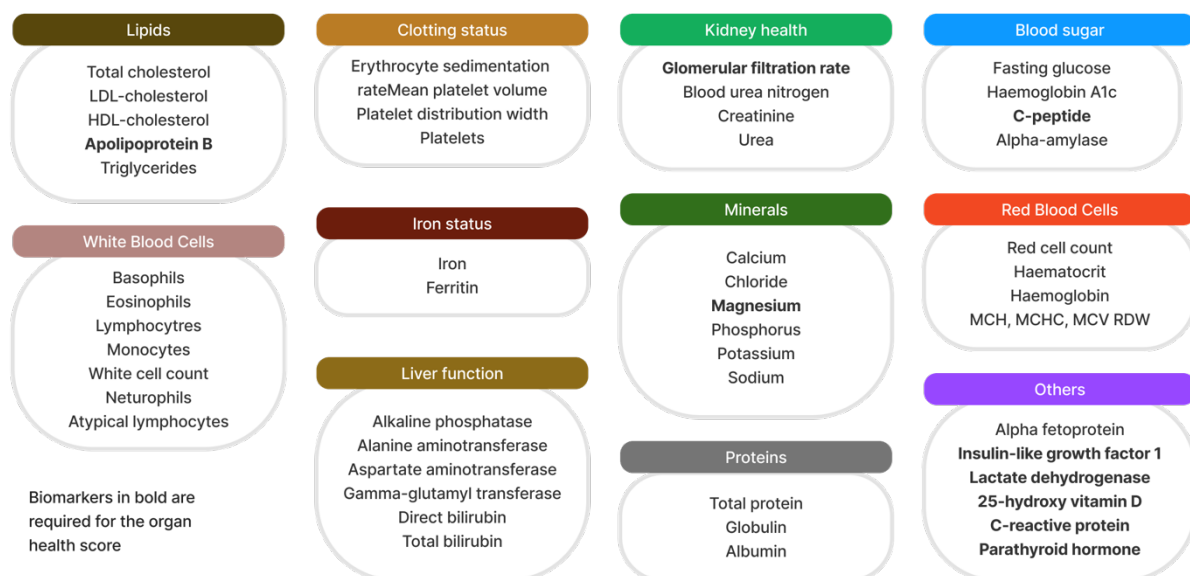 Lipids
Total cholesterol
LDL-cholesterol
HDL-cholesterol
Apolipoprotein B
Triglycerides
Clotting status
Erythrocyte sedimentation
rateMean platelet volume
Platelet distribution width
Platelets
Kidney health
Glomerular filtration rate
Blood urea nitrogen
Creatinine
Urea
Blood sugar
Fasting glucose
Haemoglobin A1c
C-peptide
Alpha-amylase
White Blood Cells
Basophils
Eosinophils
Lymphocytres
Monocytes
White cell count
Neturophils
Atypical lymphocytes
Iron status
Iron
Ferritin
Minerals
Calcium
Chloride
Magnesium
Phosphorus
Potassium
Sodium
Red Blood Cells
Red cell count
Haematocrit
Haemoglobin
MCH, MCHC, MCV RDW
Liver function
Alkaline phosphatase
Alanine aminotransferase
Aspartate aminotransferase
Gamma-glutamyl transferase
Direct bilirubin
Total bilirubin
Proteins
Total protein
Globulin
Albumin
Others
Alpha fetoprotein
Insulin-like growth factor 1
Lactate dehydrogenase
25-hydroxy vitamin D
C-reactive protein
Parathyroid hormone
Biomarkers in bold are
required for the organ
health score